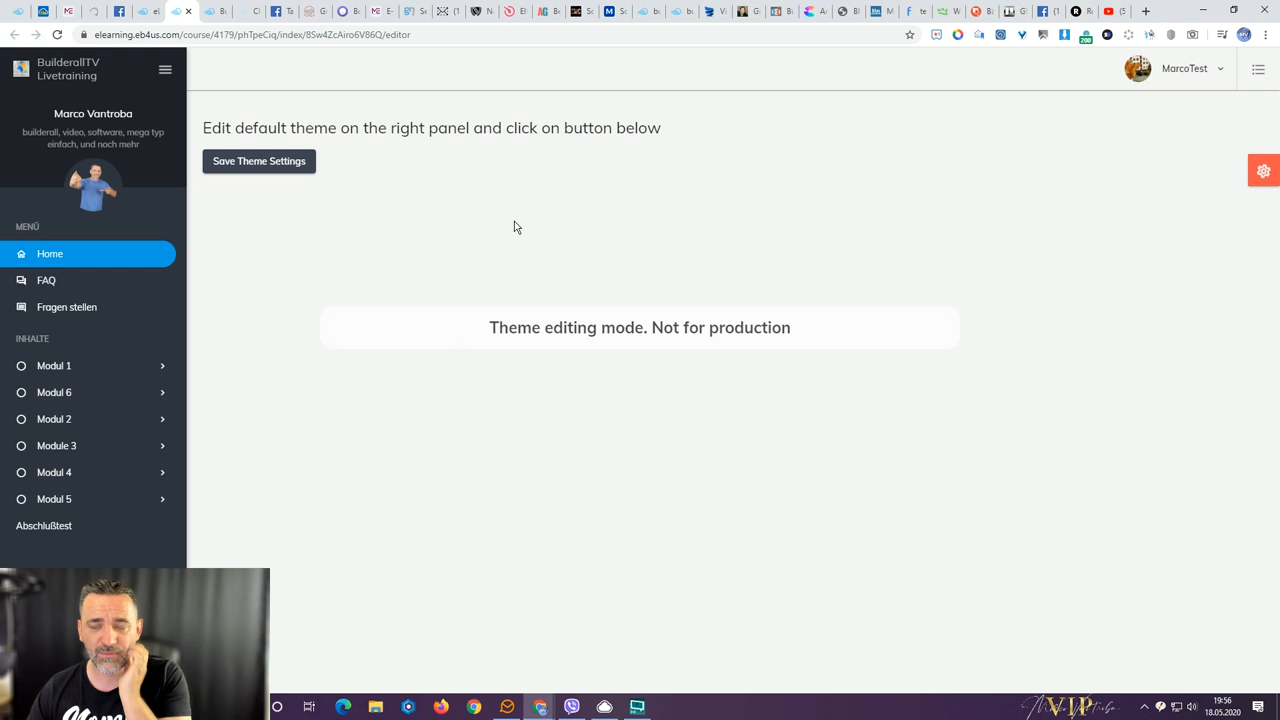 elearning.eb4us.com/course/4179/phTpeCiq/index/8Sw4ZcAiro6V86Q/editor
200
BuilderallTV
Livetraining
MarcoTest
Marco Vantroba
builderall, video, software, mega typ
einfach, und noch mehr
Edit default theme on the right panel and click on button below
Save Theme Settings
MENÜ
Home
FAQ
Fragen stellen
Theme editing mode. Not for production
INHALTE
Modul 1
Modul 6
Modul 2
Module 3
Modul 4
Modul 5
Abschlußtest
VIP
19:56
18.05.2020